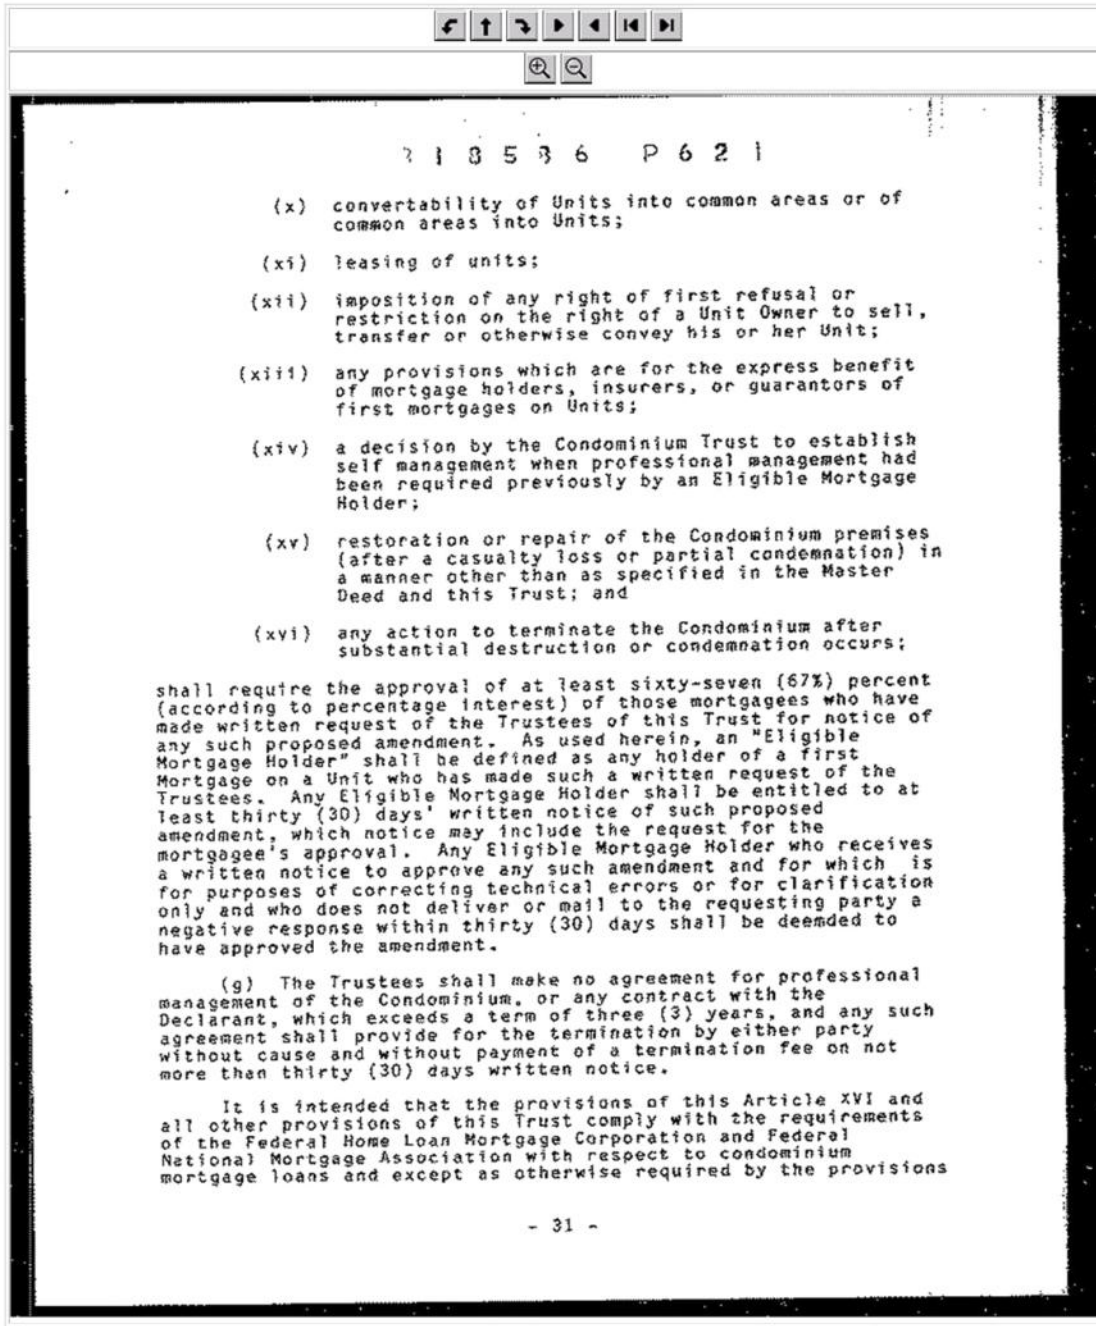 P621
(x) convertability of Units into common areas or of
common areas into Units;
(xi) leasing of units;
(xii) imposition of any right of first refusal or
restriction on the right of a Unit Owner to sell,
transfer or otherwise convey his or her Unit;
(xiii) any provisions which are for the express benefit
of mortgage holders, insurers, or guarantors of
first mortgages on Units;
(xiv) a decision by the Condominium Trust to establish
self management when professional management had
been required previously by an Eligible Mortgage
Holder;
(xv) restoration or repair of the Condominium premises
(after a casualty loss or partial condemnation) in
a manner other than as specified in the Master
Deed and this Trust; and
(xvi) any action to terminate the Condominium after
substantial destruction or condemnation occurs;
shall require the approval of at least sixty-seven (67%) percent
(according to percentage interest) of those mortgagees who have
made written request of the Trustees of this Trust for notice of
any such proposed amendment. As used herein, an "Eligible
Mortgage Holder" shall be defined as any holder of a first
Mortgage on a Unit who has made such a written request of the
Trustees. Any Eligible Mortgage Holder shall be entitled to at
least thirty (30) days' written notice of such proposed
amendment, which notice may include the request for the
mortgagee's approval. Any Eligible Mortgage Holder who receives
a written notice to approve any such amendment and for which is
for purposes of correcting technical errors or for clarification
only and who does not deliver or mail to the requesting party a
negative response within thirty (30) days shall be deemded to
have approved the amendment.
(g) The Trustees shall make no agreement for professional
management of the Condominium, or any contract with the
Declarant, which exceeds a term of three (3) years, and any such
agreement shall provide for the termination by either party
without cause and without payment of a termination fee on not
more than thirty (30) days written notice.
It is intended that the provisions of this Article XVI and
all other provisions of this Trust comply with the requirements
of the Federal Home Loan Mortgage Corporation and Federal
National Mortgage Association with respect to condominium
mortgage loans and except as otherwise required by the provisions
- 31 -